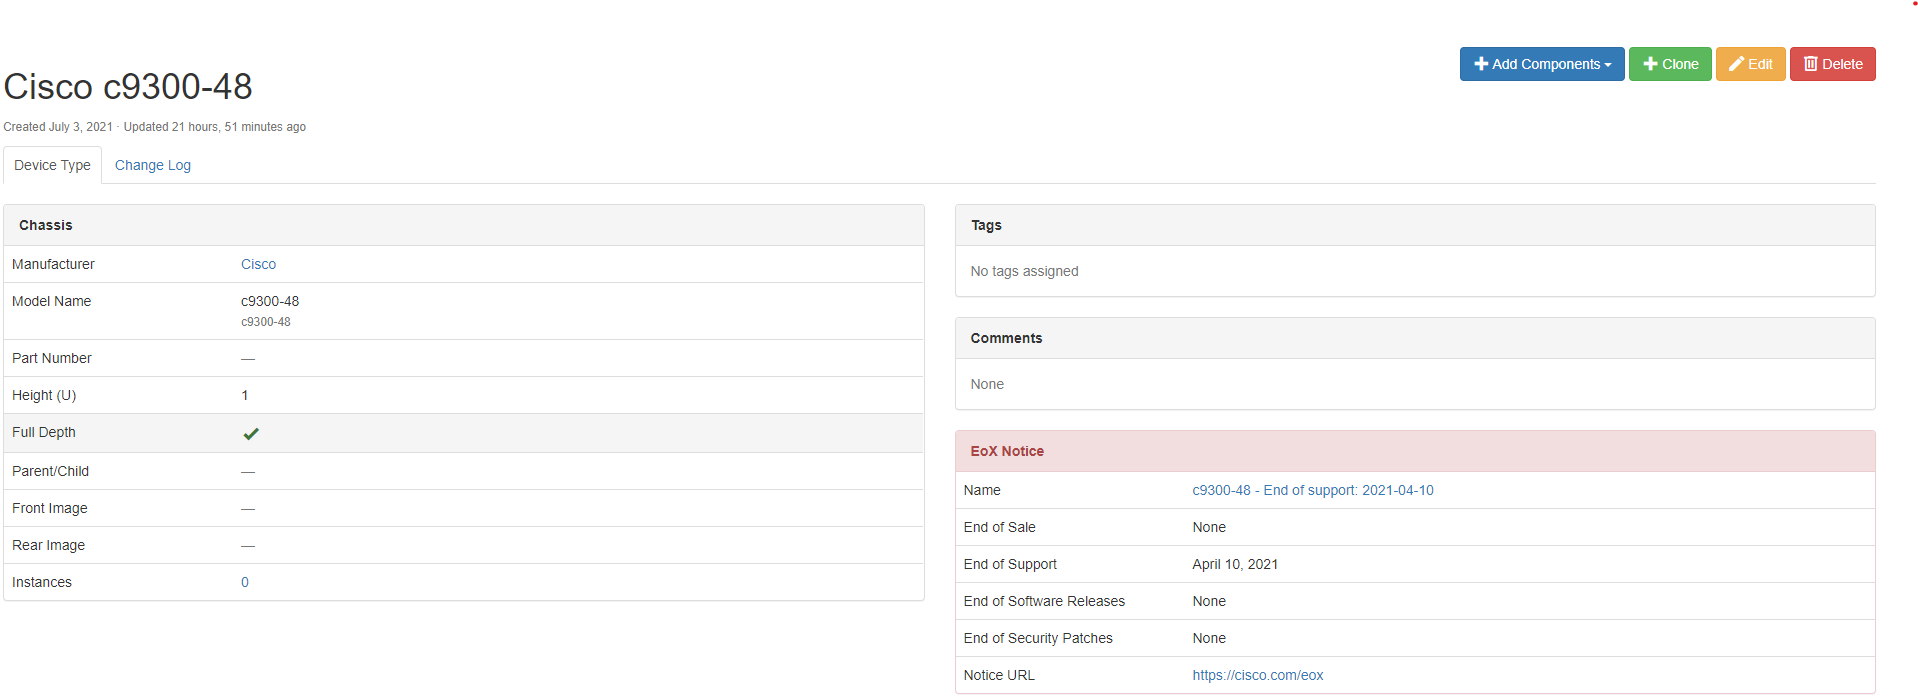 Add Components
Clone
Edit
Delete
Cisco c9300-48
Created July 3, 2021 · Updated 21 hours, 51 minutes ago
Device Type
Change Log
Chassis
Manufacturer Cisco
Model Name c9300-48
c9300-48
Part Number —
Height (U) 1
Full Depth
Parent/Child —
Front Image —
Rear Image —
Instances 0
Tags
No tags assigned
Comments
None
EoX Notice
Name c9300-48 - End of support: 2021-04-10
End of Sale None
End of Support April 10, 2021
End of Software Releases None
End of Security Patches None
Notice URL https://cisco.com/eox